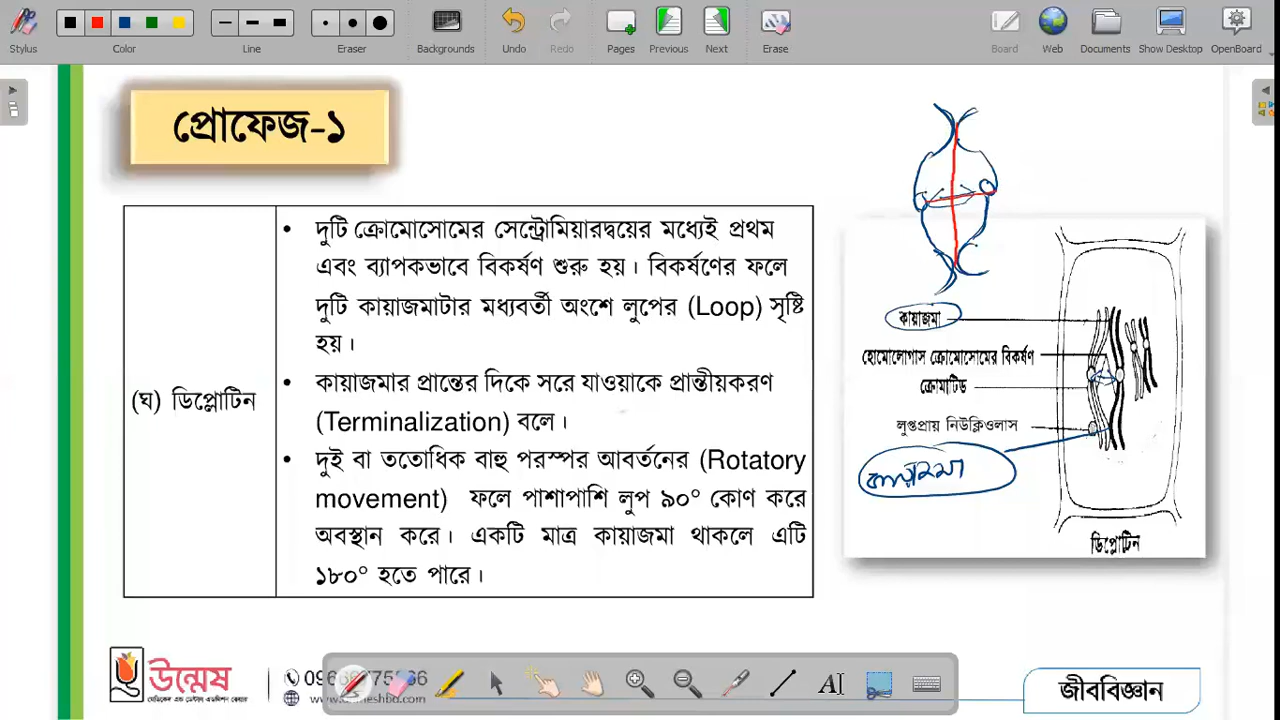 Stylus
Color
Line
Eraser
Backgrounds
Undo
Redo
Pages
Previous
Next
Erase
Board
Web
Documents
Show Desktop
OpenBoard
প্রোফেজ-১
(ঘ) ডিপ্লোটিন
• দুটি ক্রোমোসোমের সেন্ট্রোমিয়ারদ্বয়ের মধ্যেই প্রথম
এবং ব্যাপকভাবে বিকর্ষণ শুরু হয়। বিকর্ষণের ফলে
দুটি কায়াজমাটার মধ্যবর্তী অংশে লুপের (Loop) সৃষ্টি
হয়।
• কায়াজমার প্রান্তের দিকে সরে যাওয়াকে প্রান্তীয়করণ
(Terminalization) বলে।
• দুই বা ততোধিক বাহু পরস্পর আবর্তনের (Rotatory
movement) ফলে পাশাপাশি লুপ ৯০° কোণ করে
অবস্থান করে। একটি মাত্র কায়াজমা থাকলে এটি
১৮০° হতে পারে।
কায়াজমা
হোমোলোগাস ক্রোমোসোমের বিকর্ষণ
ক্রোমাটিড
লুপ্তপ্রায় নিউক্লিওলাস
কায়াজমা
ডিপ্লোটিন
উন্মেষ
জীববিজ্ঞান